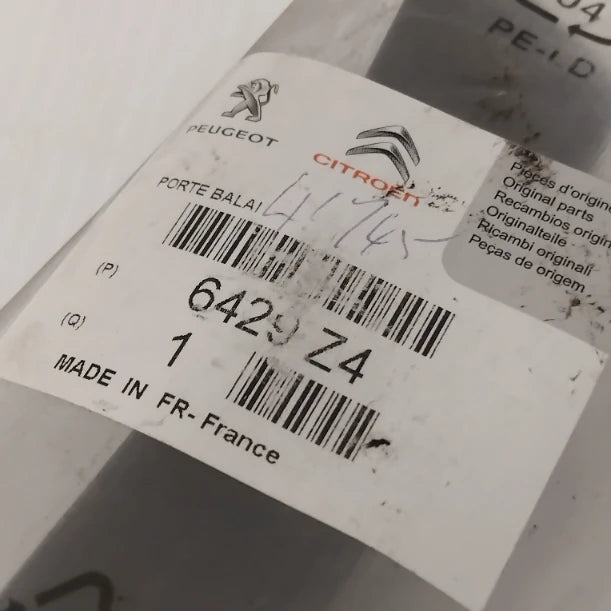 04
PE-LD
PEUGEOT
CITROËN
Pièces d'origine
Original parts
Recambios origin
Originalteile
Ricambi originali
Peças de origem
PORTE BALAI
(P)
6429 Z4
(Q)
1
MADE IN FR-France